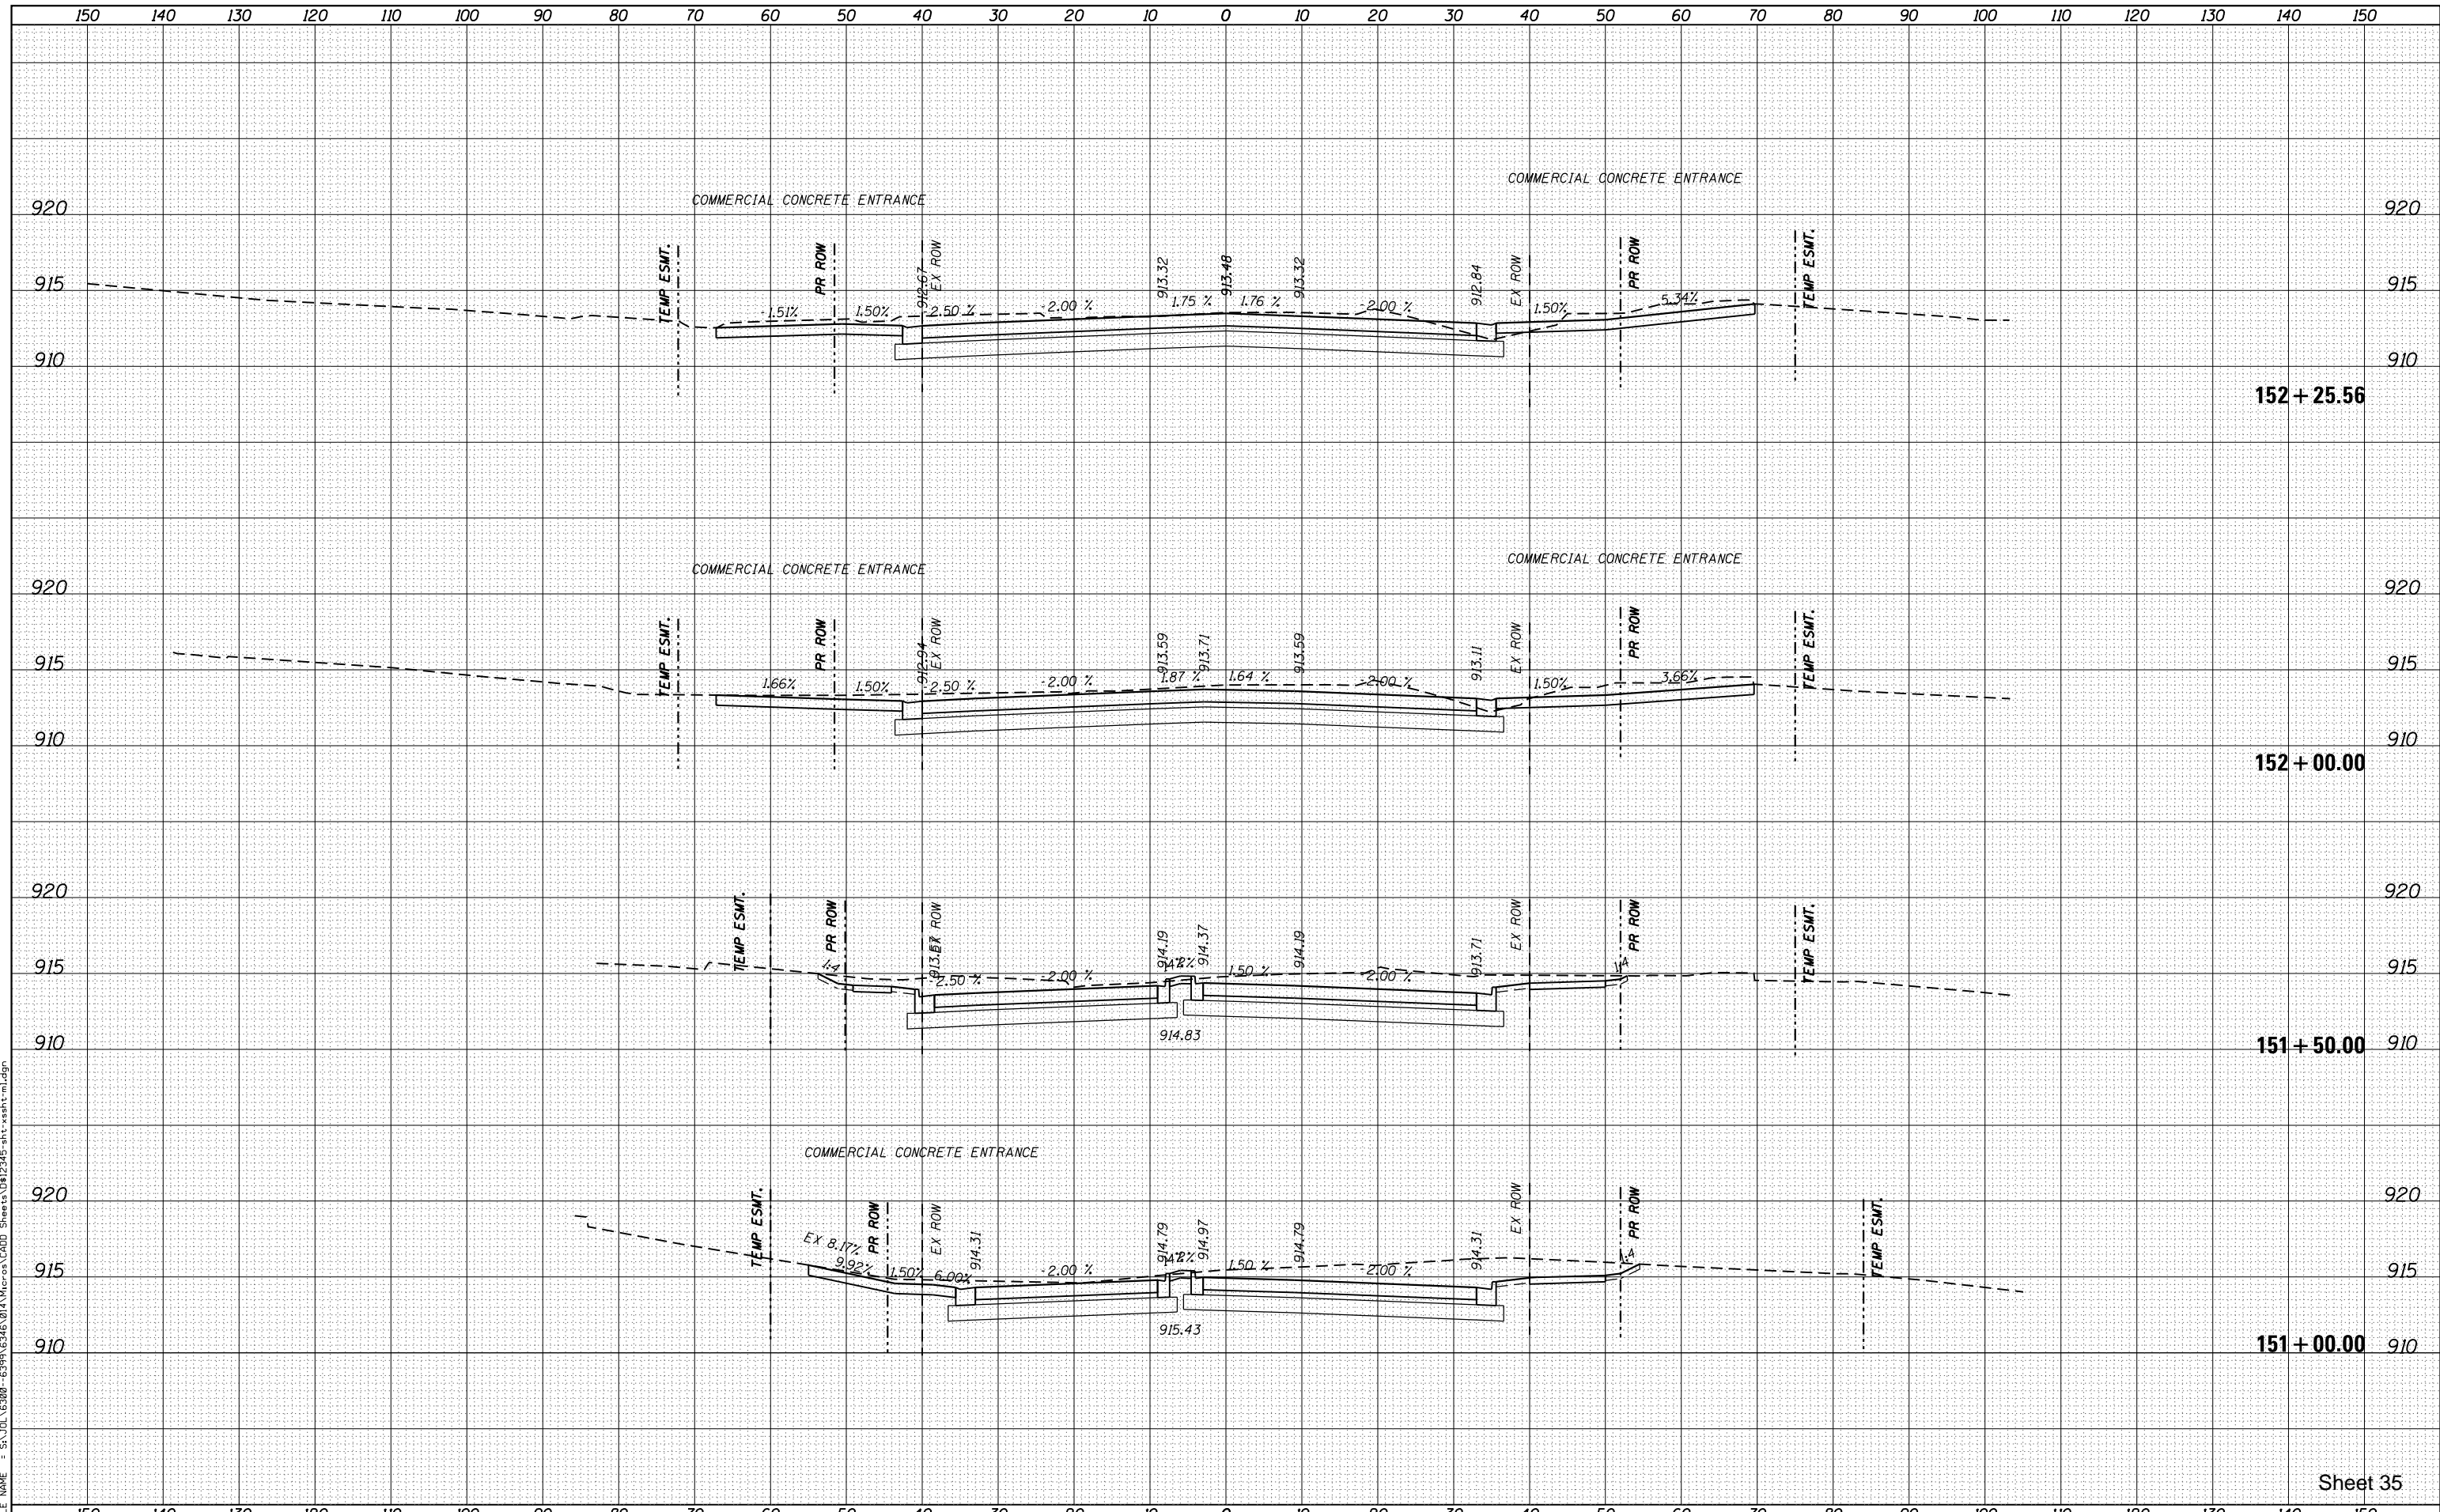 150 140 130 120 110 100 90 80 70 60 50 40 30 20 10 0 10 20 30 40 50 60 70 80 90 100 110 120 130 140 150
COMMERCIAL CONCRETE ENTRANCE
COMMERCIAL CONCRETE ENTRANCE
920 920
TEMP ESMT. PR ROW 912.67 EX ROW 913.32 913.48 913.32 912.84 EX ROW PR ROW TEMP ESMT.
915 915
-1.51% 1.50% -2.50 % -2.00 % 1.75 % 1.76 % -2.00 % 1.50% 5.34%
910 910
152+25.56
COMMERCIAL CONCRETE ENTRANCE
COMMERCIAL CONCRETE ENTRANCE
920 920
TEMP ESMT. PR ROW 912.94 EX ROW 913.59 913.71 913.59 913.11 EX ROW PR ROW TEMP ESMT.
915 915
1.66% 1.50% -2.50 % -2.00 % 1.87 % 1.64 % -2.00 % 1.50% 3.66%
910 910
152+00.00
920 920
TEMP ESMT. PR ROW 913.57 EX ROW 914.19 914.37 914.19 913.71 EX ROW PR ROW TEMP ESMT.
915 915
1:4 -2.50 % -2.00 % 1.50 % -2.00 % 1:4
914.83
910 151+50.00 910
COMMERCIAL CONCRETE ENTRANCE
920 920
TEMP ESMT. PR ROW EX ROW 914.31 914.79 914.97 914.79 914.31 EX ROW PR ROW TEMP ESMT.
EX 8.17%
915 915
9.92% 1.50% 6.00% -2.00 % 1.50 % -2.00 % 1:4
915.43
910 151+00.00 910
Sheet 35